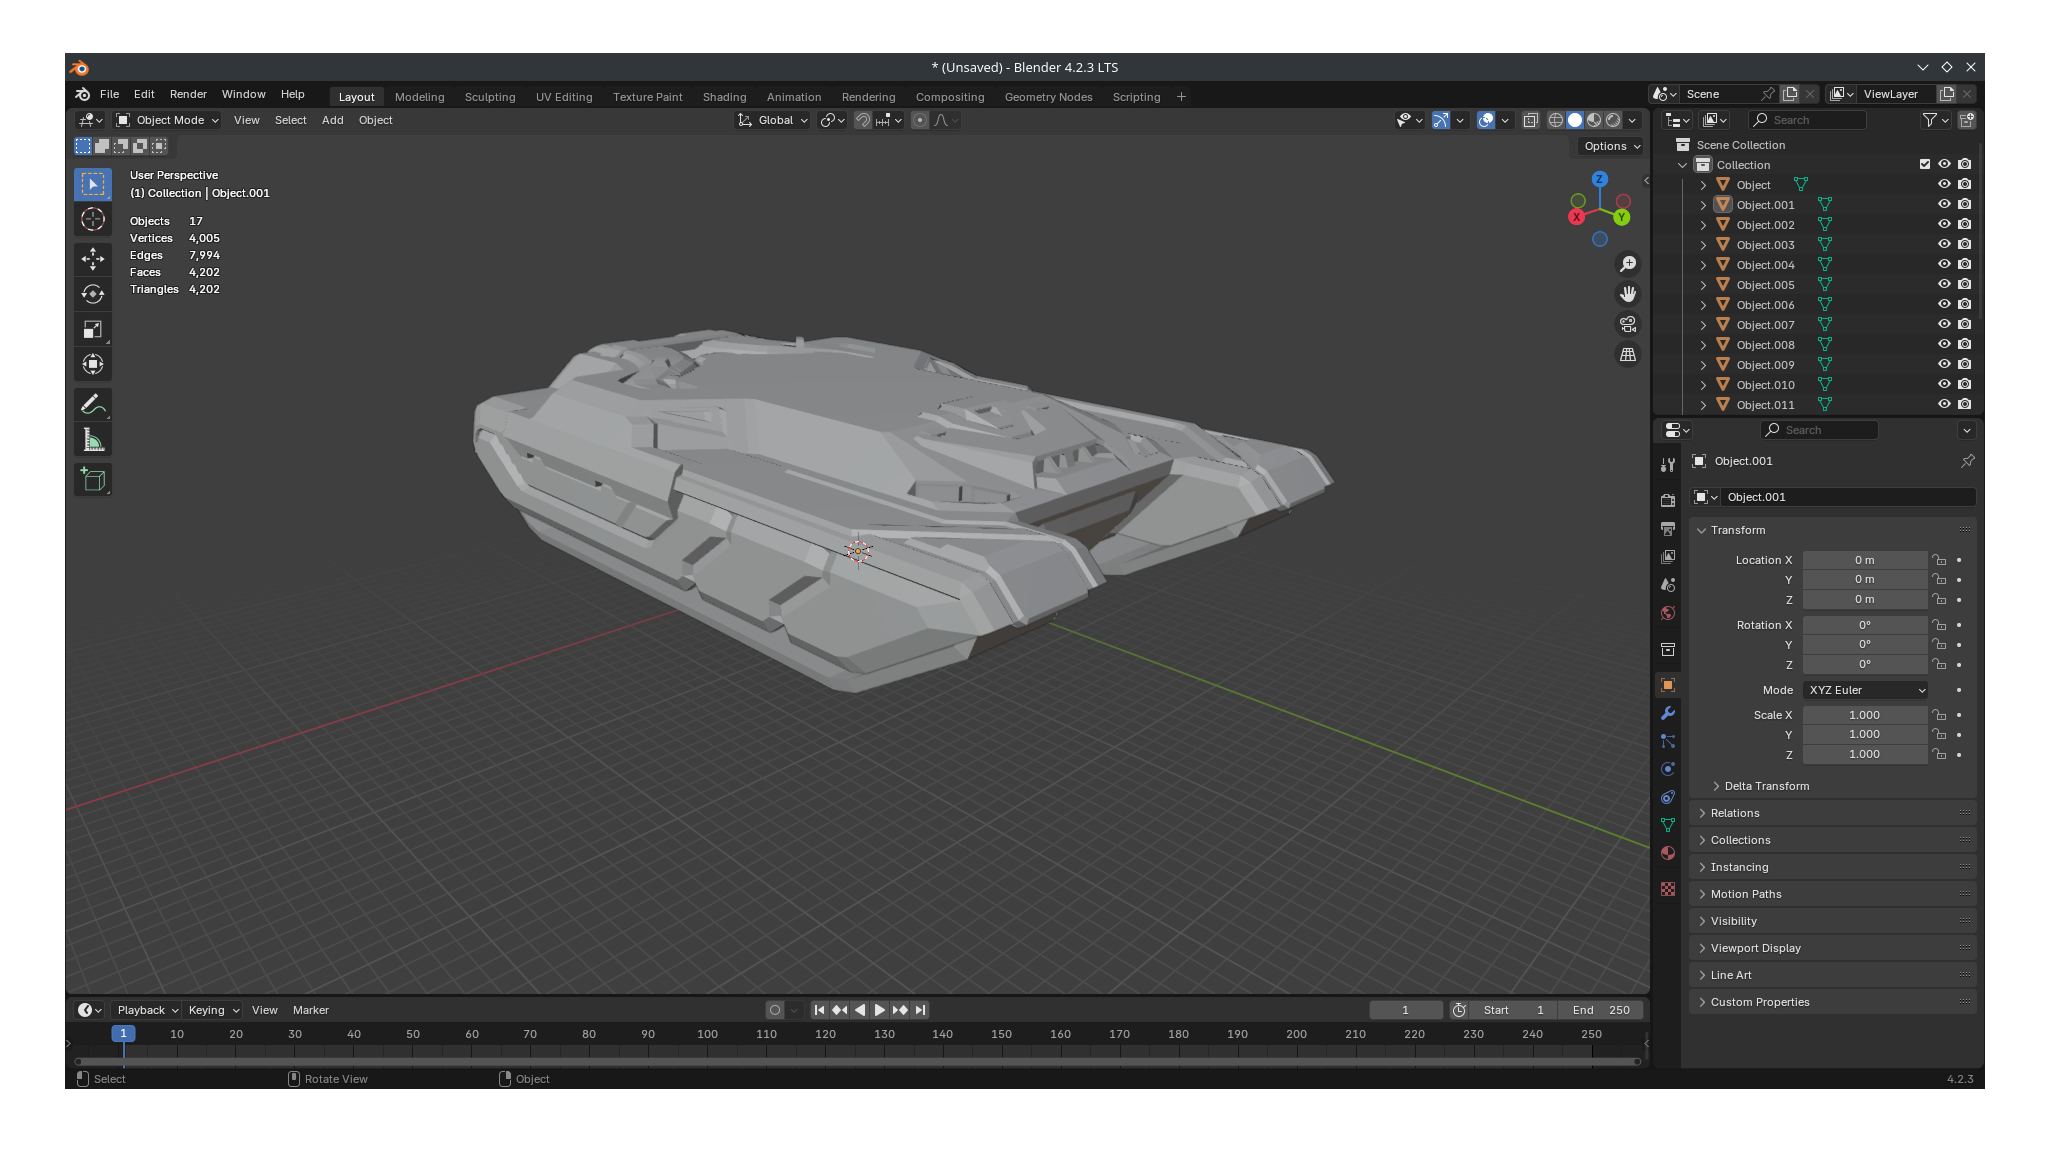 * (Unsaved) - Blender 4.2.3 LTS
File Edit Render Window Help Layout Modeling Sculpting UV Editing Texture Paint Shading Animation Rendering Compositing Geometry Nodes Scripting + Scene ViewLayer
Object Mode View Select Add Object Global Search
Options
User Perspective
(1) Collection | Object.001
Objects 17
Vertices 4,005
Edges 7,994
Faces 4,202
Triangles 4,202
Z
X
Y
Scene Collection
Collection
Object
Object.001
Object.002
Object.003
Object.004
Object.005
Object.006
Object.007
Object.008
Object.009
Object.010
Object.011
Search
Object.001
Object.001
Transform
Location X 0 m
Y 0 m
Z 0 m
Rotation X 0°
Y 0°
Z 0°
Mode XYZ Euler
Scale X 1.000
Y 1.000
Z 1.000
Delta Transform
Relations
Collections
Instancing
Motion Paths
Visibility
Viewport Display
Line Art
Custom Properties
Playback Keying View Marker 1 Start 1 End 250
1 10 20 30 40 50 60 70 80 90 100 110 120 130 140 150 160 170 180 190 200 210 220 230 240 250
Select Rotate View Object 4.2.3